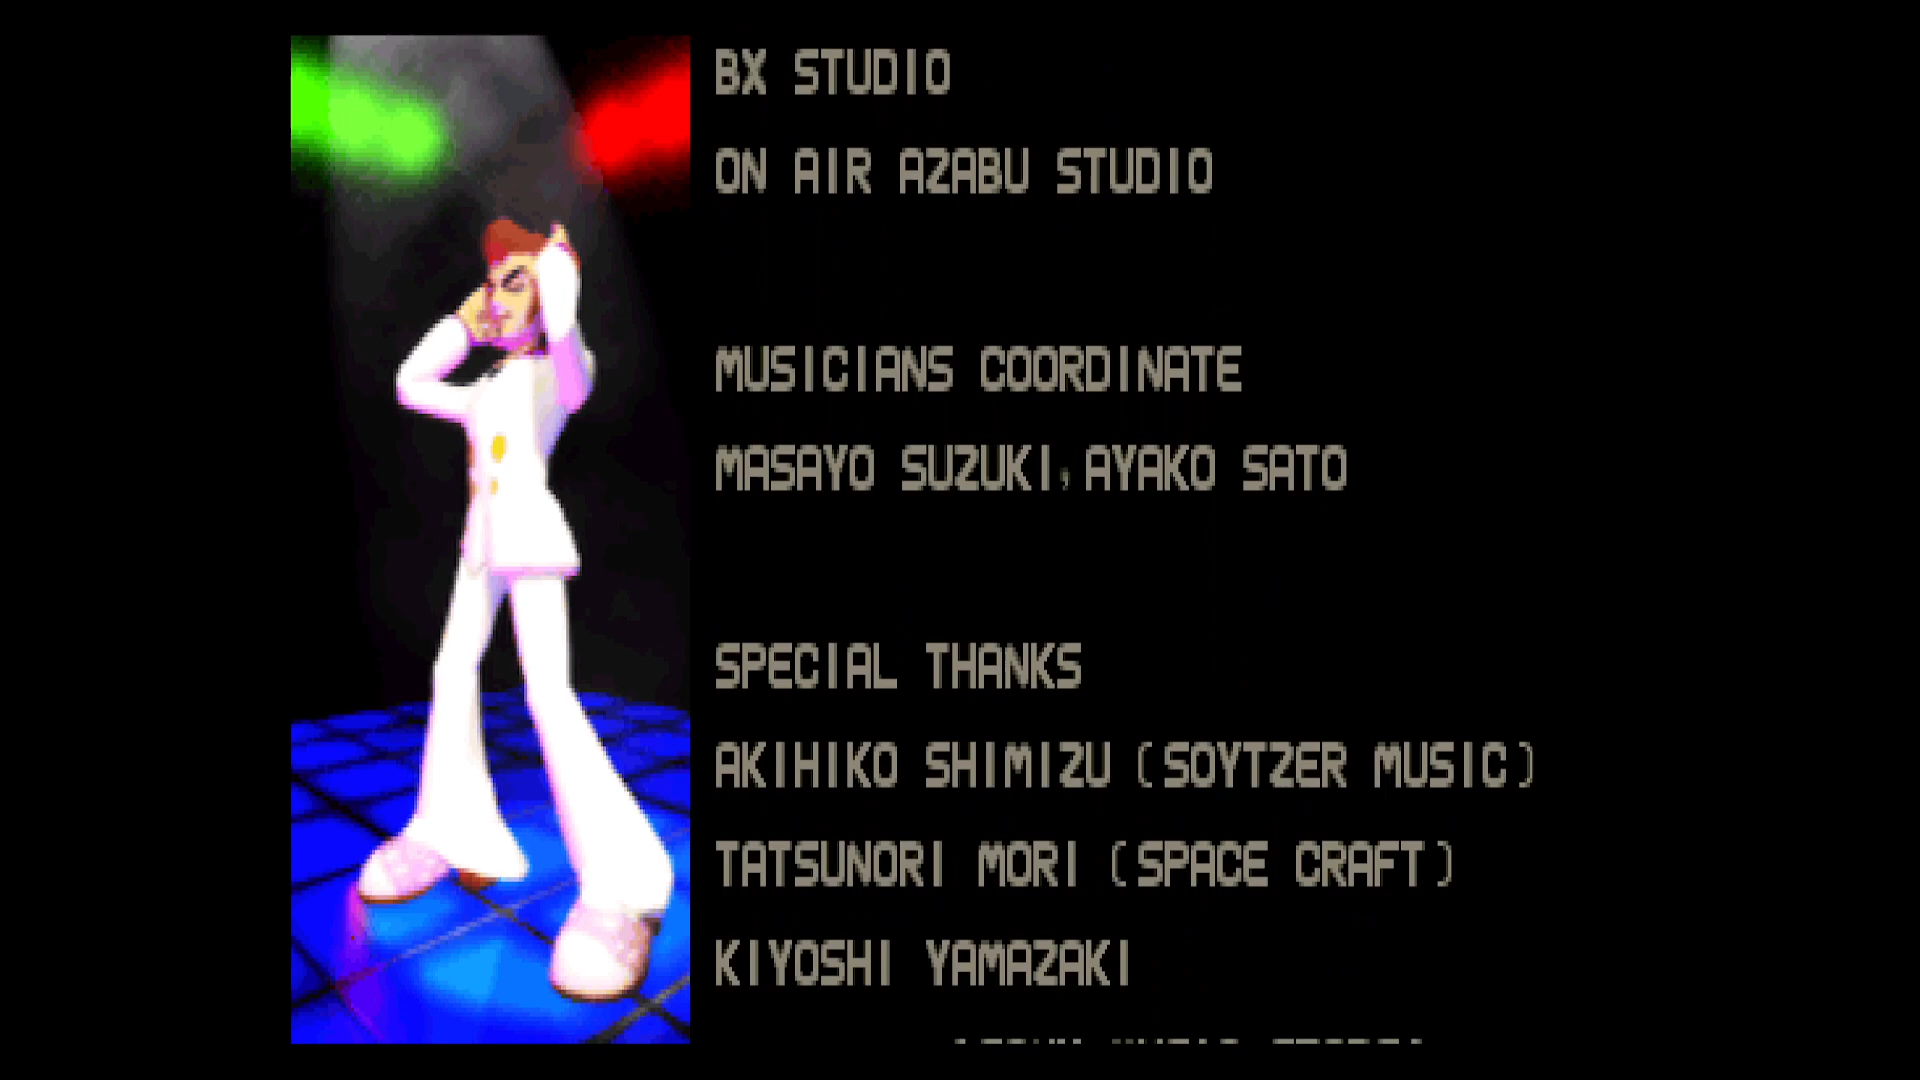 BX STUDIO
ON AIR AZABU STUDIO
MUSICIANS COORDINATE
MASAYO SUZUKI,AYAKO SATO
SPECIAL THANKS
AKIHIKO SHIMIZU (SOYTZER MUSIC)
TATSUNORI MORI (SPACE CRAFT)
KIYOSHI YAMAZAKI